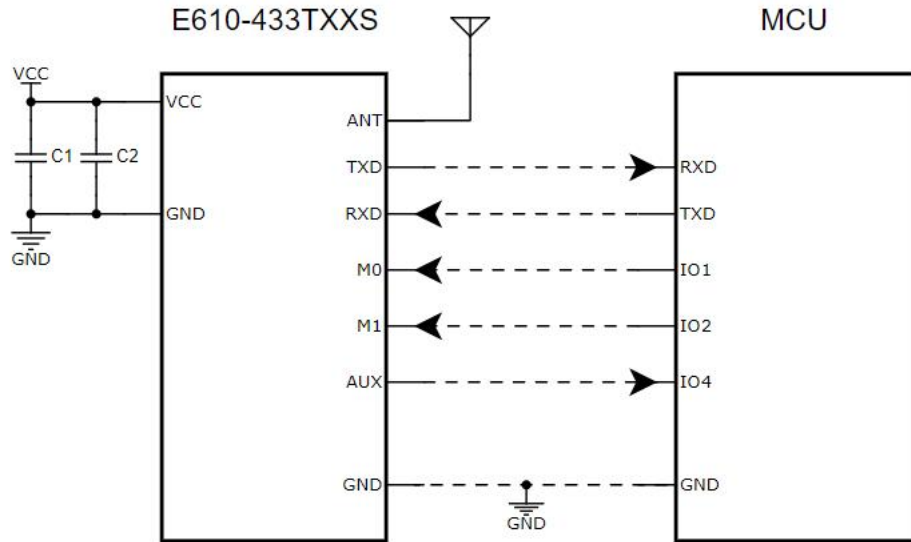 E610-433TXXS
MCU
VCC
VCC
ANT
C1
C2
TXD
RXD
GND
RXD
TXD
GND
M0
IO1
M1
IO2
AUX
IO4
GND
GND
GND